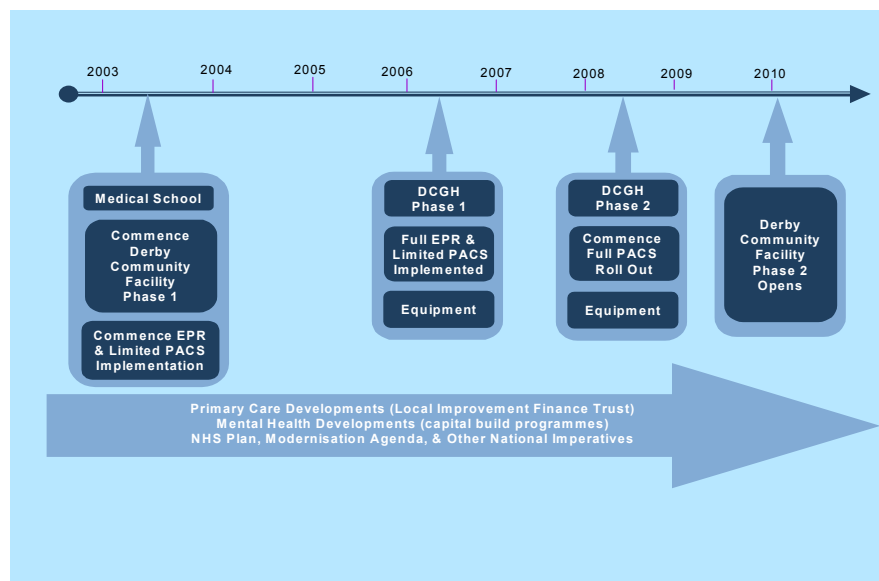 2003 2004 2005 2006 2007 2008 2009 2010
Medical School
Commence
Derby
Community
Facility
Phase 1
Commence EPR
& Limited PACS
Implementation
DCGH
Phase 1
Full EPR &
Limited PACS
Implemented
Equipment
DCGH
Phase 2
Commence
Full PACS
Roll Out
Equipment
Derby
Community
Facility
Phase 2
Opens
Primary Care Developments (Local Improvement Finance Trust)
Mental Health Developments (capital build programmes)
NHS Plan, Modernisation Agenda, & Other National Imperatives